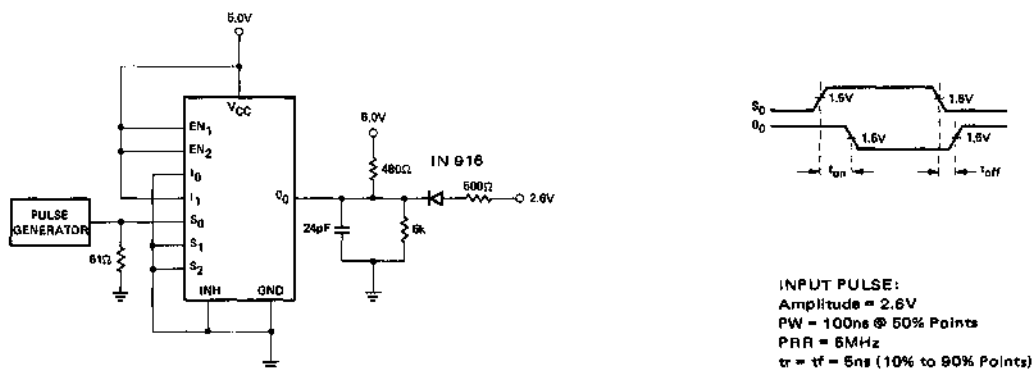 5.0V
VCC
EN1
EN2
I0
I1
S0
S1
S2
INH
GND
O0
PULSE
GENERATOR
51Ω
5.0V
480Ω
IN 916
600Ω
2.6V
24pF
6k
S0
1.5V
1.5V
O0
1.5V
1.5V
ton
toff
INPUT PULSE:
Amplitude = 2.6V
PW = 100ns @ 50% Points
PRR = 5MHz
tr = tf = 5ns (10% to 90% Points)